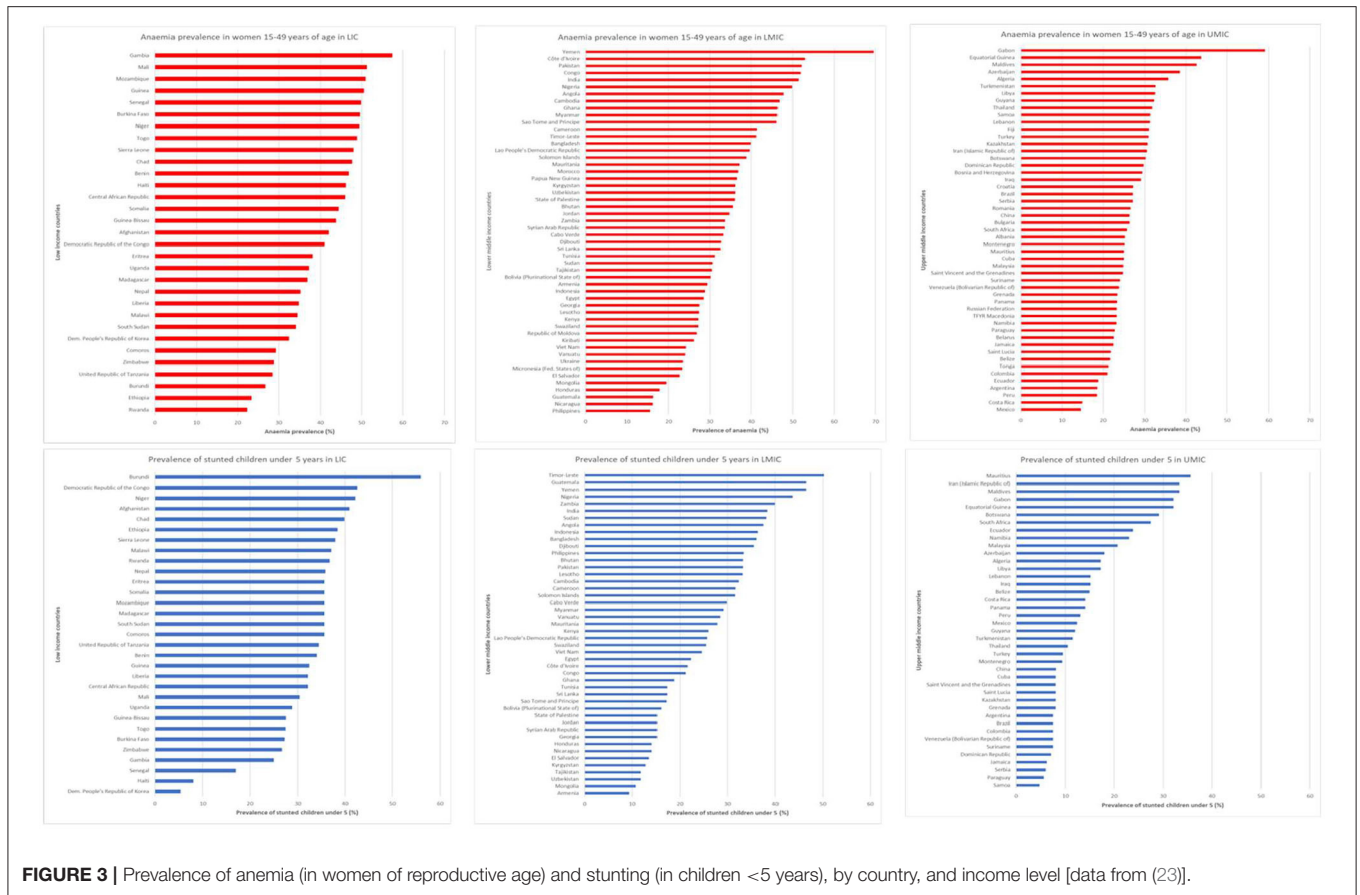 Anaemia prevalence in women 15-49 years of age in LIC
Low income countries
Gambia
Mali
Mozambique
Guinea
Senegal
Burkina Faso
Niger
Togo
Sierra Leone
Chad
Benin
Haiti
Central African Republic
Somalia
Guinea Bissau
Afghanistan
Democratic Republic of the Congo
Eritrea
Uganda
Madagascar
Nepal
Liberia
Malawi
South Sudan
Dem. People's Republic of Korea
Comoros
Zimbabwe
United Republic of Tanzania
Burundi
Ethiopia
Rwanda
0 10 20 30 40 50 60 70
Anaemia prevalence (%)
Anaemia prevalence in women 15-49 years of age in LMIC
Lower middle income countries
Yemen
Côte d'Ivoire
Pakistan
Congo
India
Nigeria
Angola
Cambodia
Ghana
Myanmar
Sao Tome and Principe
Cameroon
Timor-Leste
Bangladesh
Lao People's Democratic Republic
Solomon Islands
Mauritania
Morocco
Papua New Guinea
Kyrgyzstan
Uzbekistan
State of Palestine
Bhutan
Jordan
Zambia
Syrian Arab Republic
Cabo Verde
Djibouti
Sri Lanka
Tunisia
Sudan
Tajikistan
Bolivia (Plurinational State of)
Armenia
Indonesia
Egypt
Georgia
Lesotho
Kenya
Swaziland
Republic of Moldova
Kiribati
Viet Nam
Vanuatu
Ukraine
Micronesia (Fed. States of)
El Salvador
Mongolia
Honduras
Guatemala
Nicaragua
Philippines
0 10 20 30 40 50 60 70
Prevalence of anaemia (%)
Anaemia prevalence in women 15-49 years of age in UMIC
Upper middle income countries
Gabon
Equatorial Guinea
Maldives
Azerbaijan
Algeria
Turkmenistan
Libya
Guyana
Thailand
Samoa
Lebanon
Fiji
Turkey
Kazakhstan
Iran (Islamic Republic of)
Botswana
Dominican Republic
Bosnia and Herzegovina
Iraq
Croatia
Brazil
Serbia
Romania
China
Bulgaria
South Africa
Albania
Montenegro
Mauritius
Cuba
Malaysia
Saint Vincent and the Grenadines
Suriname
Venezuela (Bolivarian Republic of)
Grenada
Panama
Russian Federation
TFYR Macedonia
Namibia
Paraguay
Belarus
Jamaica
Saint Lucia
Belize
Tonga
Colombia
Ecuador
Argentina
Peru
Costa Rica
Mexico
0 10 20 30 40 50 60 70
Anaemia prevalence (%)
Prevalence of stunted children under 5 years in LIC
Low income countries
Burundi
Democratic Republic of the Congo
Niger
Afghanistan
Chad
Ethiopia
Sierra Leone
Malawi
Rwanda
Nepal
Eritrea
Somalia
Mozambique
Madagascar
South Sudan
Comoros
United Republic of Tanzania
Benin
Guinea
Liberia
Central African Republic
Mali
Uganda
Guinea Bissau
Togo
Burkina Faso
Zimbabwe
Gambia
Senegal
Haiti
Dem. People's Republic of Korea
0 10 20 30 40 50 60
Prevalence of stunted children under 5 (%)
Prevalence of stunted children under 5 years in LMIC
Lower middle income countries
Timor-Leste
Guatemala
Yemen
Nigeria
Zambia
India
Sudan
Angola
Indonesia
Bangladesh
Djibouti
Philippines
Bhutan
Pakistan
Lesotho
Cambodia
Cameroon
Solomon Islands
Cabo Verde
Myanmar
Vanuatu
Mauritania
Kenya
Lao People's Democratic Republic
Swaziland
Viet Nam
Egypt
Côte d'Ivoire
Congo
Ghana
Tunisia
Sri Lanka
Sao Tome and Principe
Bolivia (Plurinational State of)
State of Palestine
Jordan
Syrian Arab Republic
Georgia
Honduras
Nicaragua
El Salvador
Kyrgyzstan
Tajikistan
Uzbekistan
Mongolia
Armenia
0 10 20 30 40 50 60
Prevalence of stunted children under 5 (%)
Prevalence of stunted children under 5 in UMIC
Upper middle income countries
Mauritius
Iran (Islamic Republic of)
Maldives
Gabon
Equatorial Guinea
Botswana
South Africa
Ecuador
Namibia
Malaysia
Azerbaijan
Algeria
Libya
Lebanon
Iraq
Belize
Costa Rica
Panama
Peru
Mexico
Guyana
Turkmenistan
Thailand
Turkey
Montenegro
China
Cuba
Saint Vincent and the Grenadines
Saint Lucia
Kazakhstan
Grenada
Argentina
Brazil
Colombia
Venezuela (Bolivarian Republic of)
Suriname
Dominican Republic
Jamaica
Serbia
Paraguay
Samoa
0 10 20 30 40 50 60
Prevalence of stunted children under 5 (%)
FIGURE 3 | Prevalence of anemia (in women of reproductive age) and stunting (in children <5 years), by country, and income level [data from (23)].